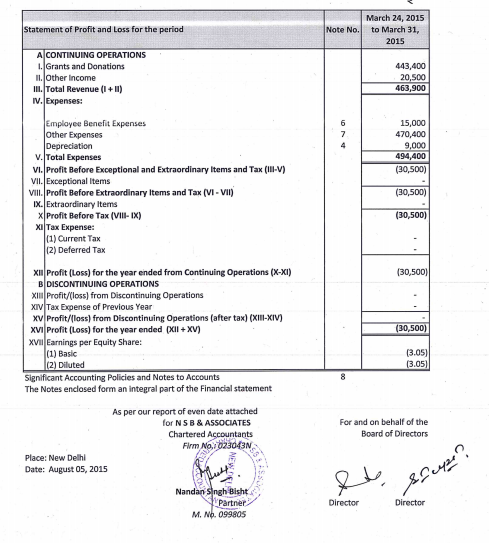 ₹
Statement of Profit and Loss for the period Note No. March 24, 2015 to March 31, 2015
A CONTINUING OPERATIONS
I. Grants and Donations 443,400
II. Other Income 20,500
III. Total Revenue (I + II) 463,900
IV. Expenses:
Employee Benefit Expenses 6 15,000
Other Expenses 7 470,400
Depreciation 4 9,000
V. Total Expenses 494,400
VI. Profit Before Exceptional and Extraordinary Items and Tax (III-V) (30,500)
VII. Exceptional Items -
VIII. Profit Before Extraordinary Items and Tax (VI - VII) (30,500)
IX. Extraordinary Items -
X Profit Before Tax (VIII- IX) (30,500)
XI Tax Expense:
(1) Current Tax -
(2) Deferred Tax -
XII Profit (Loss) for the year ended from Continuing Operations (X-XI) (30,500)
B DISCONTINUING OPERATIONS
XIII Profit/(loss) from Discontinuing Operations -
XIV Tax Expense of Previous Year -
XV Profit/(loss) from Discontinuing Operations (after tax) (XIII-XIV) -
XVI Profit (Loss) for the year ended (XII + XV) (30,500)
XVII Earnings per Equity Share:
(1) Basic (3.05)
(2) Diluted (3.05)
Significant Accounting Policies and Notes to Accounts 8
The Notes enclosed form an integral part of the Financial statement
As per our report of even date attached
for N S B & ASSOCIATES
Chartered Accountants
Firm No.: 023043N
For and on behalf of the
Board of Directors
Place: New Delhi
Date: August 05, 2015
NEW DELHI
Nandan Singh Bisht
Partner
M. No. 099805
Director Director